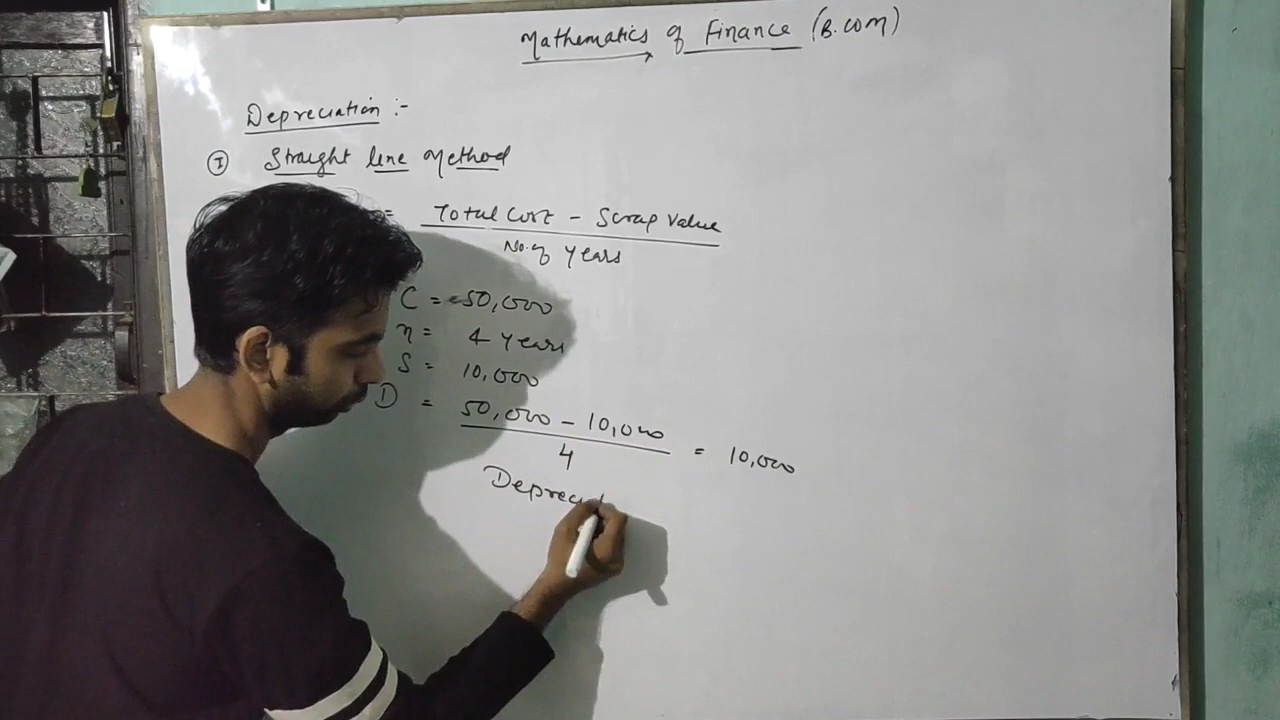 Mathematics of Finance (B.COM)
Depreciation :-
I Straight line Method
= Total Cost - Scrap Value
No. of Years
C = 50,000
n = 4 Years
S = 10,000
D = 50,000 - 10,000
4
= 10,000